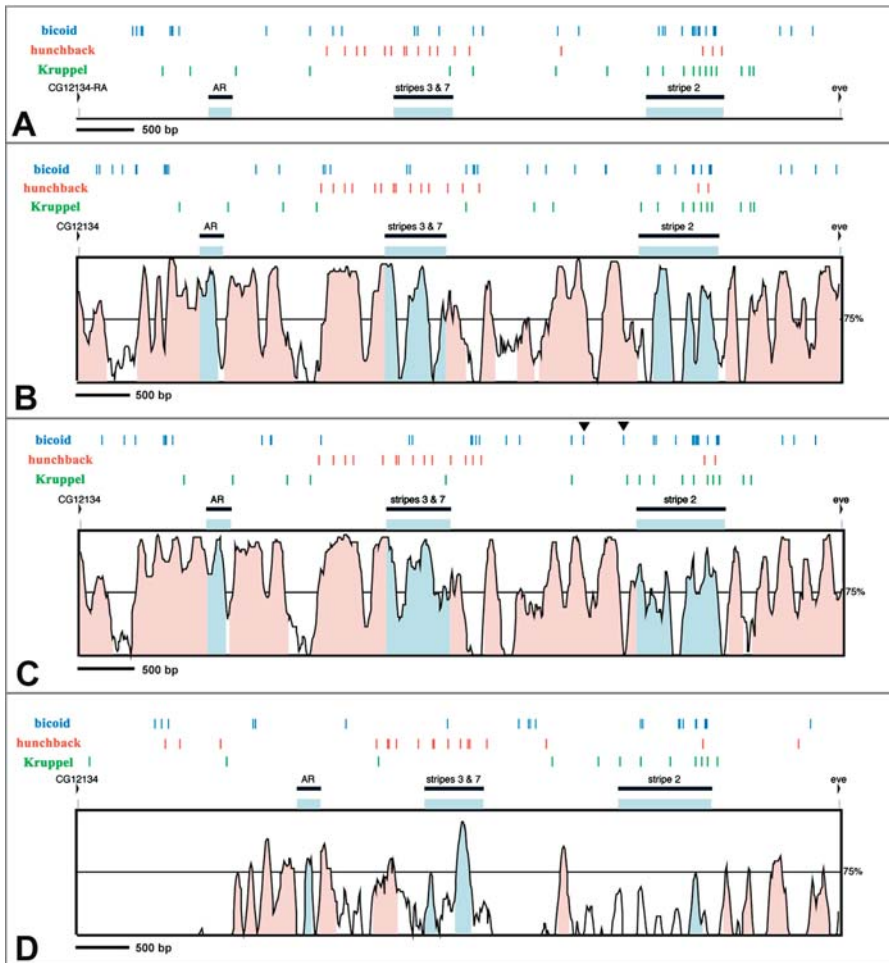 bicoid
hunchback
Kruppel
CG12134-RA AR stripes 3 & 7 stripe 2 eve
A 500 bp
bicoid
hunchback
Kruppel
CG12134 AR stripes 3 & 7 stripe 2 eve
75%
B 500 bp
bicoid
hunchback
Kruppel
CG12134 AR stripes 3 & 7 stripe 2 eve
75%
C 500 bp
bicoid
hunchback
Kruppel
CG12134 AR stripes 3 & 7 stripe 2 eve
75%
D 500 bp